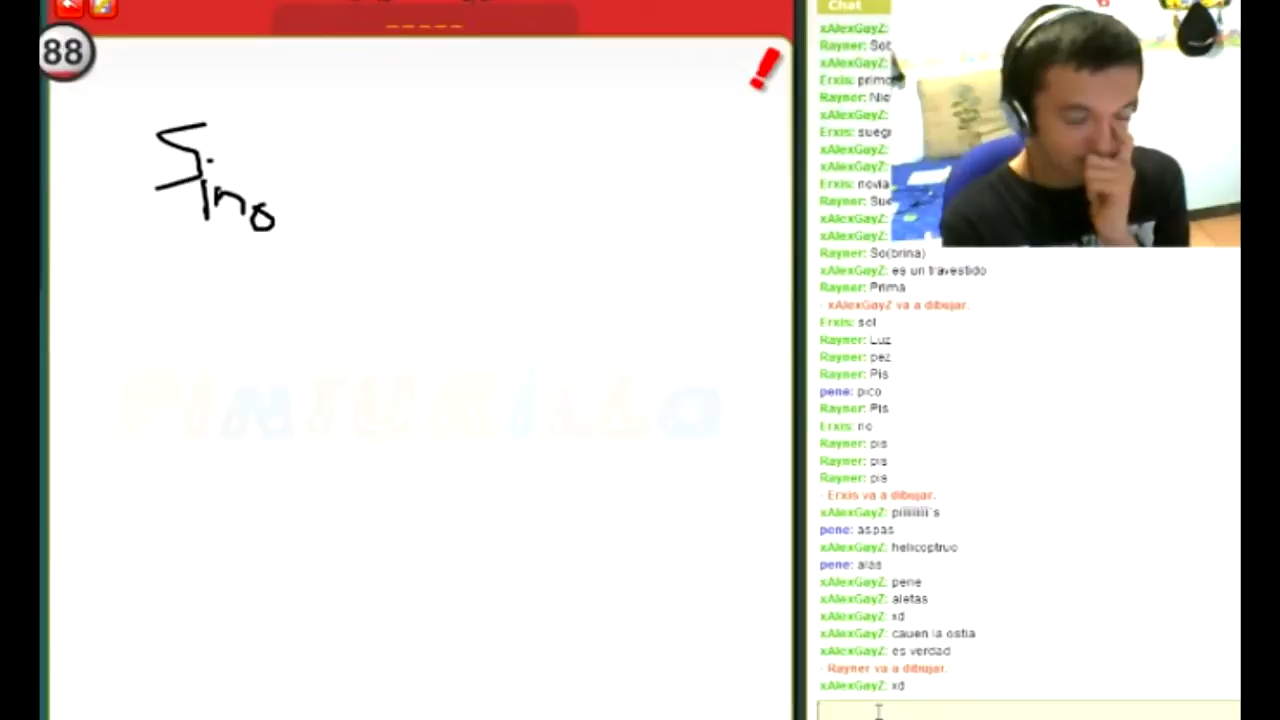 88
Sino
Chat
xAlexGayZ:
Rayner: Sol
xAlexGayZ:
Erxis: primo
Rayner: Nie
xAlexGayZ:
Erxis: suegr
xAlexGayZ:
xAlexGayZ:
Erxis: novia
Rayner: Sue
xAlexGayZ:
xAlexGayZ:
Rayner: So(brina)
xAlexGayZ: es un travestido
Rayner: Prima
· xAlexGayZ va a dibujar.
Erxis: sol
Rayner: Luz
Rayner: pez
Rayner: Pis
pene: pico
Rayner: Pis
Erxis: rio
Rayner: pis
Rayner: pis
Rayner: pis
· Erxis va a dibujar.
xAlexGayZ: piiiiiiiii´s
pene: aspas
xAlexGayZ: helicoptruo
pene: alas
xAlexGayZ: pene
xAlexGayZ: aletas
xAlexGayZ: xd
xAlexGayZ: cauen la ostia
xAlexGayZ: es verdad
· Rayner va a dibujar.
xAlexGayZ: xd